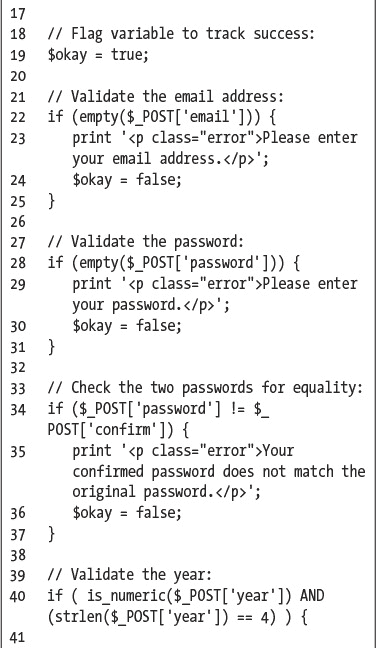 17
18 // Flag variable to track success:
19 $okay = true;
20
21 // Validate the email address:
22 if (empty($_POST['email'])) {
23 print '<p class="error">Please enter
your email address.</p>';
24 $okay = false;
25 }
26
27 // Validate the password:
28 if (empty($_POST['password'])) {
29 print '<p class="error">Please enter
your password.</p>';
30 $okay = false;
31 }
32
33 // Check the two passwords for equality:
34 if ($_POST['password'] != $_
POST['confirm']) {
35 print '<p class="error">Your
confirmed password does not match the
original password.</p>';
36 $okay = false;
37 }
38
39 // Validate the year:
40 if ( is_numeric($_POST['year']) AND
(strlen($_POST['year']) == 4) ) {
41